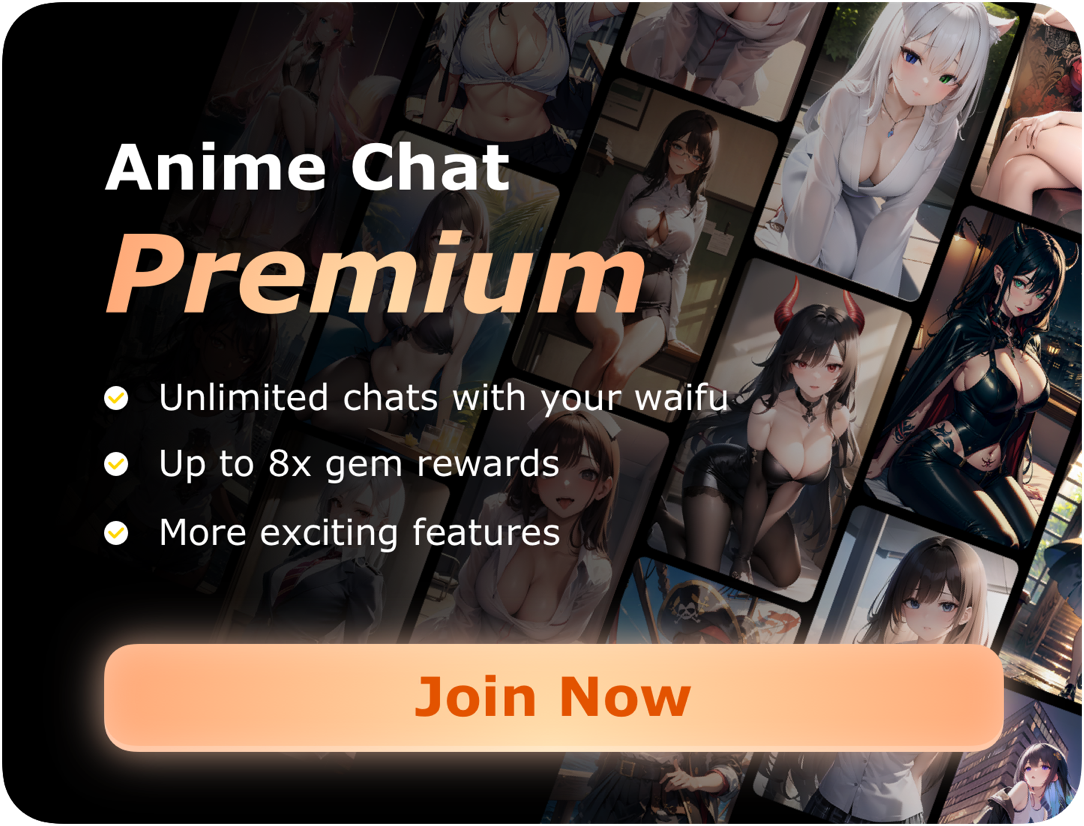 Anime Chat
Premium
Unlimited chats with your waifu
Up to 8x gem rewards
More exciting features
Join Now